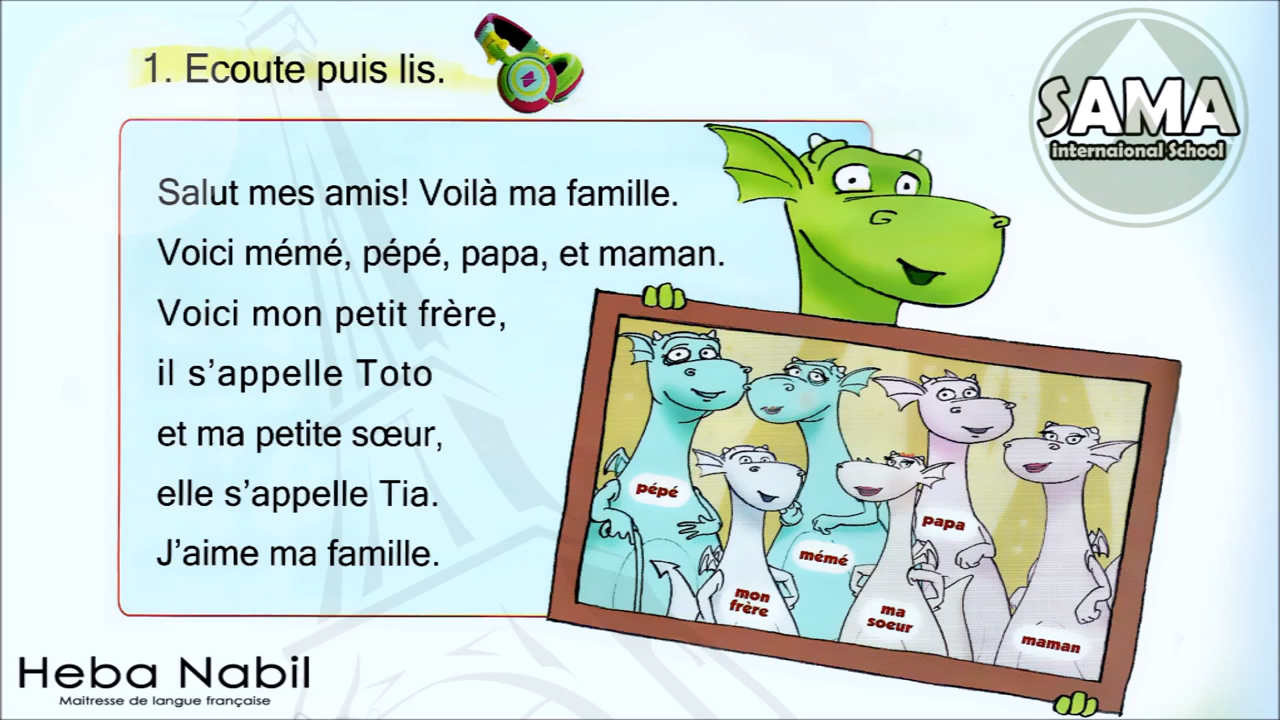 1. Ecoute puis lis.
SAMA
internaional School
Salut mes amis! Voilà ma famille.
Voici mémé, pépé, papa, et maman.
Voici mon petit frère,
il s’appelle Toto
et ma petite sœur,
elle s’appelle Tia.
J’aime ma famille.
pépé
mémé
papa
mon
frère
ma
soeur
maman
Heba Nabil
Maitresse de langue française